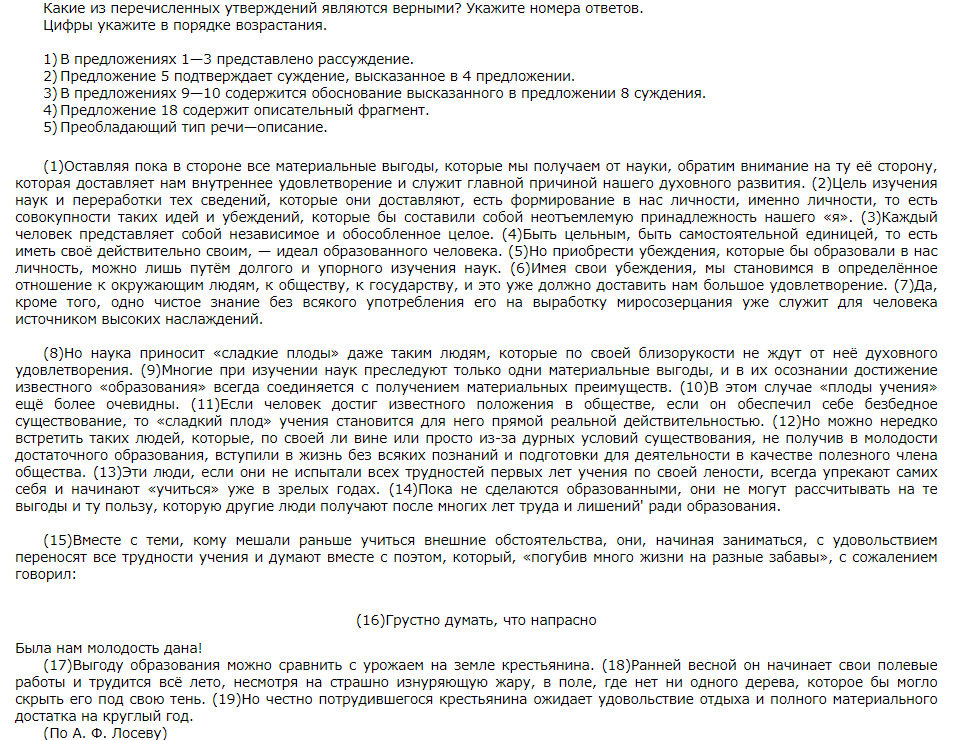 Какие из перечисленных утверждений являются верными? Укажите номера ответов.
Цифры укажите в порядке возрастания.
1) В предложениях 1—3 представлено рассуждение.
2) Предложение 5 подтверждает суждение, высказанное в 4 предложении.
3) В предложениях 9—10 содержится обоснование высказанного в предложении 8 суждения.
4) Предложение 18 содержит описательный фрагмент.
5) Преобладающий тип речи—описание.
(1)Оставляя пока в стороне все материальные выгоды, которые мы получаем от науки, обратим внимание на ту её сторону,
которая доставляет нам внутреннее удовлетворение и служит главной причиной нашего духовного развития. (2)Цель изучения
наук и переработки тех сведений, которые они доставляют, есть формирование в нас личности, именно личности, то есть
совокупности таких идей и убеждений, которые бы составили собой неотъемлемую принадлежность нашего «я». (3)Каждый
человек представляет собой независимое и обособленное целое. (4)Быть цельным, быть самостоятельной единицей, то есть
иметь своё действительно своим, — идеал образованного человека. (5)Но приобрести убеждения, которые бы образовали в нас
личность, можно лишь путём долгого и упорного изучения наук. (6)Имея свои убеждения, мы становимся в определённое
отношение к окружающим людям, к обществу, к государству, и это уже должно доставить нам большое удовлетворение. (7)Да,
кроме того, одно чистое знание без всякого употребления его на выработку миросозерцания уже служит для человека
источником высоких наслаждений.
(8)Но наука приносит «сладкие плоды» даже таким людям, которые по своей близорукости не ждут от неё духовного
удовлетворения. (9)Многие при изучении наук преследуют только одни материальные выгоды, и в их осознании достижение
известного «образования» всегда соединяется с получением материальных преимуществ. (10)В этом случае «плоды учения»
ещё более очевидны. (11)Если человек достиг известного положения в обществе, если он обеспечил себе безбедное
существование, то «сладкий плод» учения становится для него прямой реальной действительностью. (12)Но можно нередко
встретить таких людей, которые, по своей ли вине или просто из-за дурных условий существования, не получив в молодости
достаточного образования, вступили в жизнь без всяких познаний и подготовки для деятельности в качестве полезного члена
общества. (13)Эти люди, если они не испытали всех трудностей первых лет учения по своей лености, всегда упрекают самих
себя и начинают «учиться» уже в зрелых годах. (14)Пока не сделаются образованными, они не могут рассчитывать на те
выгоды и ту пользу, которую другие люди получают после многих лет труда и лишений' ради образования.
(15)Вместе с теми, кому мешали раньше учиться внешние обстоятельства, они, начиная заниматься, с удовольствием
переносят все трудности учения и думают вместе с поэтом, который, «погубив много жизни на разные забавы», с сожалением
говорил:
(16)Грустно думать, что напрасно
Была нам молодость дана!
(17)Выгоду образования можно сравнить с урожаем на земле крестьянина. (18)Ранней весной он начинает свои полевые
работы и трудится всё лето, несмотря на страшно изнуряющую жару, в поле, где нет ни одного дерева, которое бы могло
скрыть его под свою тень. (19)Но честно потрудившегося крестьянина ожидает удовольствие отдыха и полного материального
достатка на круглый год.
(По А. Ф. Лосеву)